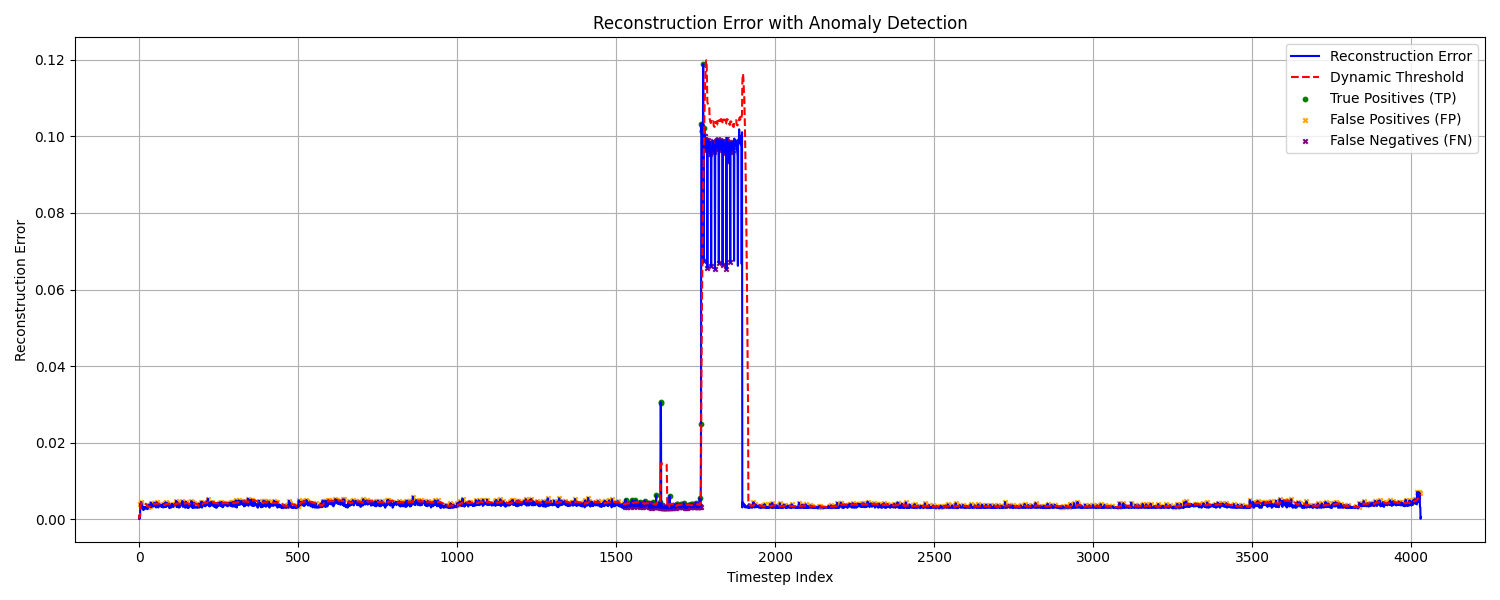 Reconstruction Error with Anomaly Detection
Reconstruction Error
Dynamic Threshold
True Positives (TP)
False Positives (FP)
False Negatives (FN)
Reconstruction Error
0.12
0.10
0.08
0.06
0.04
0.02
0.00
0 500 1000 1500 2000 2500 3000 3500 4000
Timestep Index